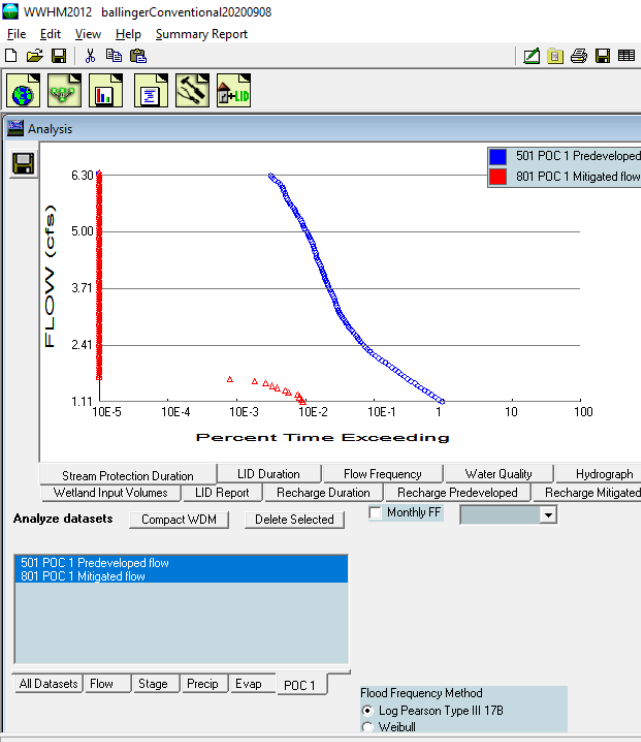 WWHM2012 ballingerConventional20200908
File Edit View Help Summary Report
Analysis
501 POC 1 Predeveloped
801 POC 1 Mitigated flow
FLOW (cfs)
6.30
5.00
3.71
2.41
1.11
10E-5 10E-4 10E-3 10E-2 10E-1 1 10 100
Percent Time Exceeding
Stream Protection Duration LID Duration Flow Frequency Water Quality Hydrograph
Wetland Input Volumes LID Report Recharge Duration Recharge Predeveloped Recharge Mitigated
Analyze datasets Compact WDM Delete Selected Monthly FF
501 POC 1 Predeveloped flow
801 POC 1 Mitigated flow
All Datasets Flow Stage Precip Evap POC 1
Flood Frequency Method
Log Pearson Type III 17B
Weibull